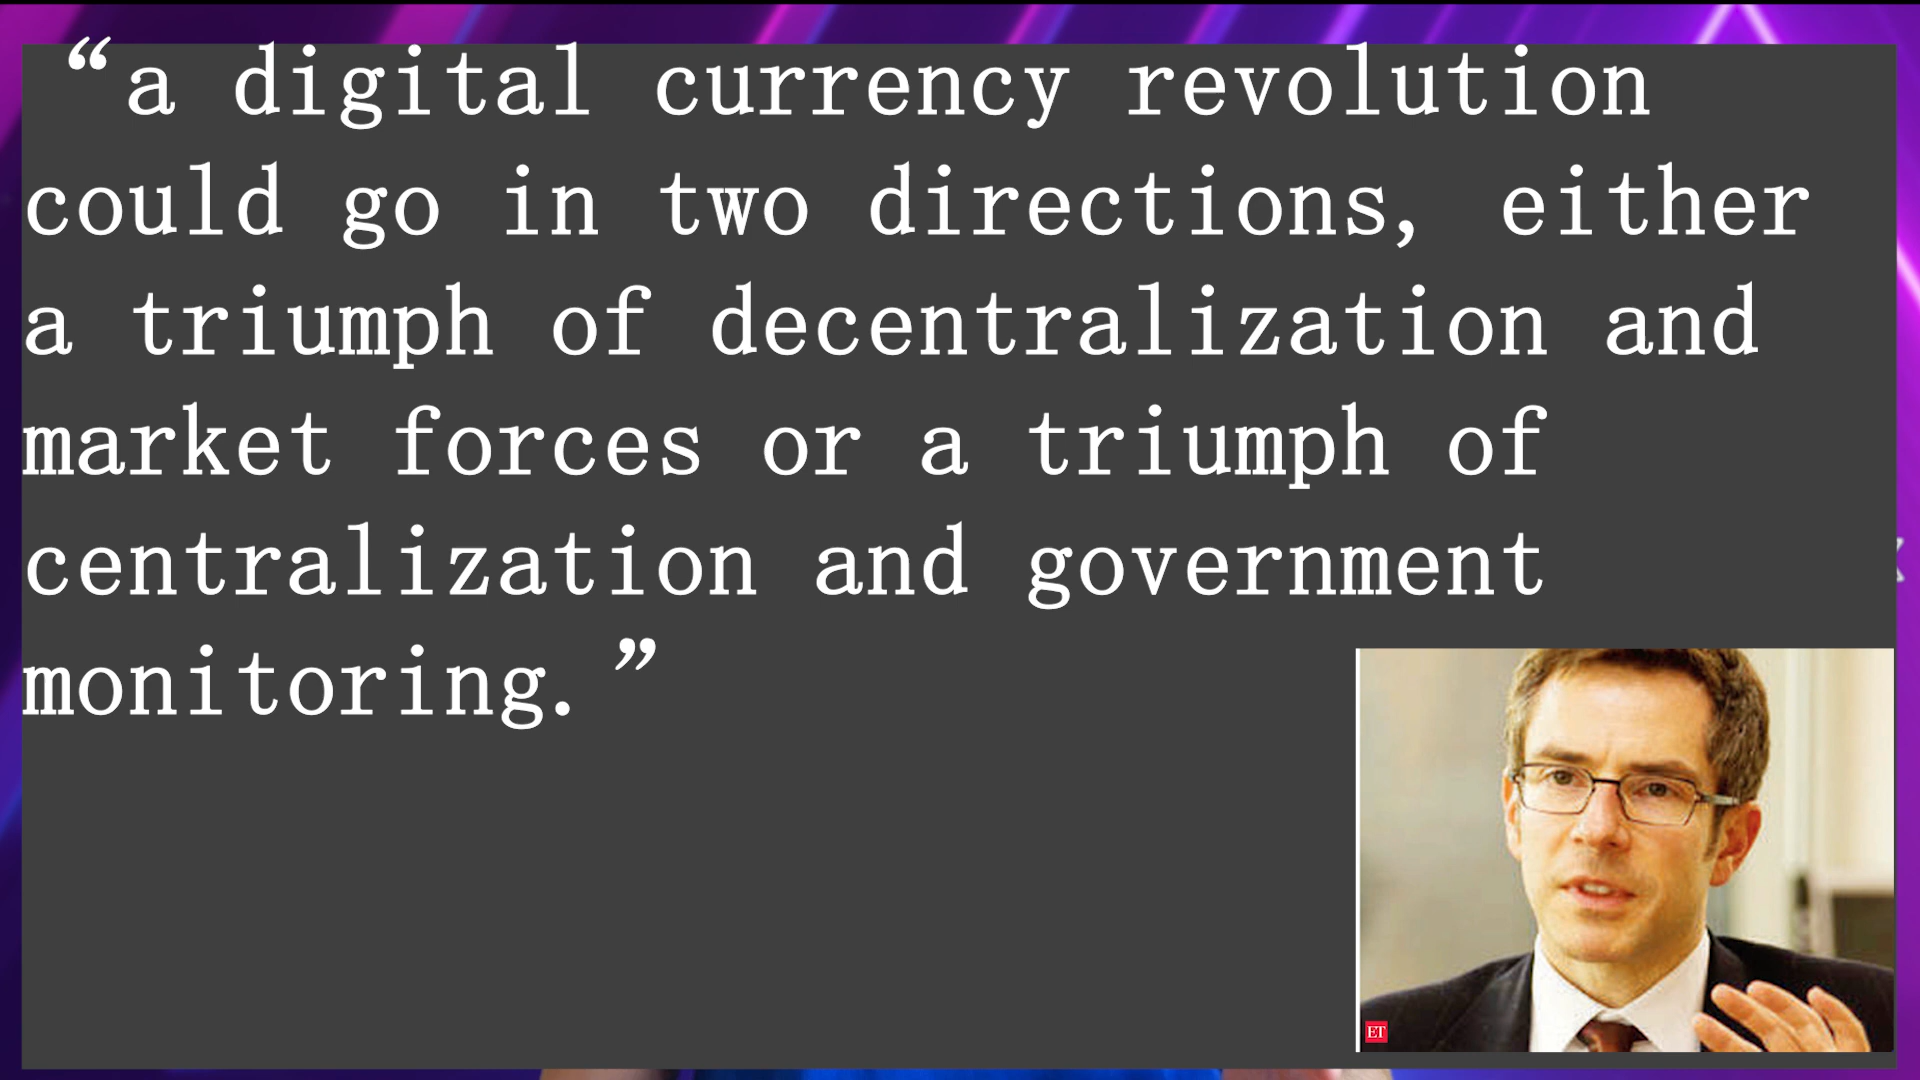 “a digital currency revolution
could go in two directions, either
a triumph of decentralization and
market forces or a triumph of
centralization and government
monitoring.”
ET